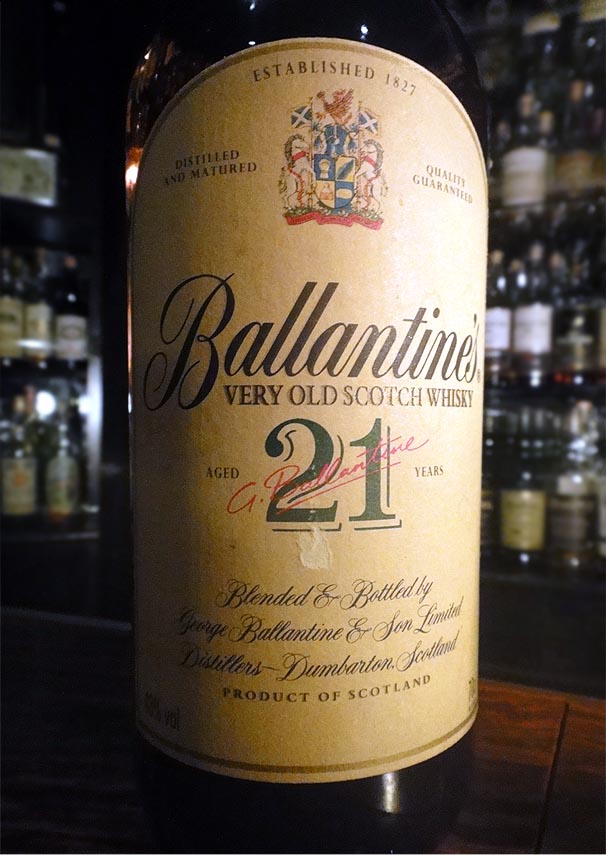 ESTABLISHED 1827
DISTILLED
AND MATURED
QUALITY
GUARANTEED
Ballantine's
VERY OLD SCOTCH WHISKY
AGED 21 YEARS
G. Ballantine
Blended & Bottled by
George Ballantine & Son Limited
Distillers–Dumbarton, Scotland
PRODUCT OF SCOTLAND
vol